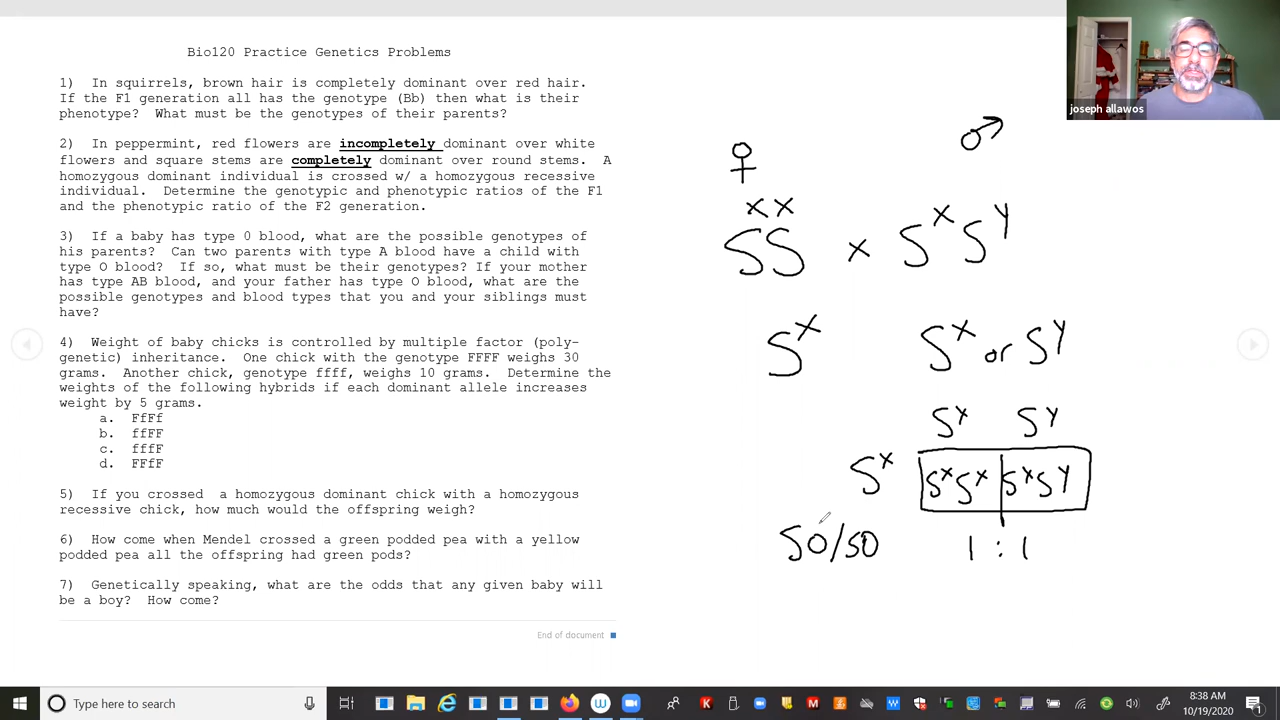 Bio120 Practice Genetics Problems
1) In squirrels, brown hair is completely dominant over red hair.
If the F1 generation all has the genotype (Bb) then what is their
phenotype? What must be the genotypes of their parents?
2) In peppermint, red flowers are incompletely dominant over white
flowers and square stems are completely dominant over round stems. A
homozygous dominant individual is crossed w/ a homozygous recessive
individual. Determine the genotypic and phenotypic ratios of the F1
and the phenotypic ratio of the F2 generation.
3) If a baby has type O blood, what are the possible genotypes of
his parents? Can two parents with type A blood have a child with
type O blood? If so, what must be their genotypes? If your mother
has type AB blood, and your father has type O blood, what are the
possible genotypes and blood types that you and your siblings must
have?
4) Weight of baby chicks is controlled by multiple factor (poly-
genetic) inheritance. One chick with the genotype FFFF weighs 30
grams. Another chick, genotype ffff, weighs 10 grams. Determine the
weights of the following hybrids if each dominant allele increases
weight by 5 grams.
a. FfFf
b. ffFF
c. fffF
d. FFfF
5) If you crossed a homozygous dominant chick with a homozygous
recessive chick, how much would the offspring weigh?
6) How come when Mendel crossed a green podded pea with a yellow
podded pea all the offspring had green pods?
7) Genetically speaking, what are the odds that any given baby will
be a boy? How come?
End of document
♀ ♂
SˣSˣ x SˣSʸ
Sˣ Sˣ or Sʸ
Sˣ Sʸ
Sˣ SˣSˣ SˣSʸ
50/50 1 : 1
joseph allawos
Type here to search
8:38 AM
10/19/2020